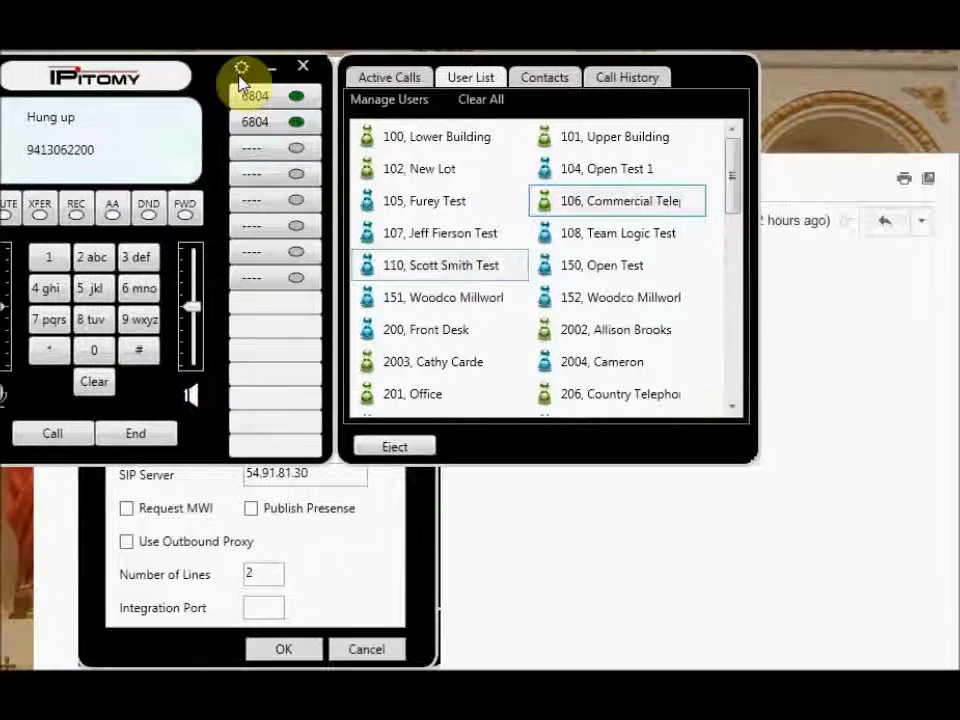 IPITOMY
Hung up
9413062200
6804
6804
----
----
----
----
----
----
UTE XFER REC AA DND FWD
1 2 abc 3 def
4 ghi 5 jkl 6 mno
7 pqrs 8 tuv 9 wxyz
* 0 #
Clear
Call End
Active Calls User List Contacts Call History
Manage Users Clear All
100, Lower Building 101, Upper Building
102, New Lot 104, Open Test 1
105, Furey Test 106, Commercial Tele
107, Jeff Fierson Test 108, Team Logic Test
110, Scott Smith Test 150, Open Test
151, Woodco Millworl 152, Woodco Millworl
200, Front Desk 2002, Allison Brooks
2003, Cathy Carde 2004, Cameron
201, Office 206, Country Telepho
Eject
2 hours ago)
SIP Server 54.91.81.30
Request MWI Publish Presense
Use Outbound Proxy
Number of Lines 2
Integration Port
OK Cancel